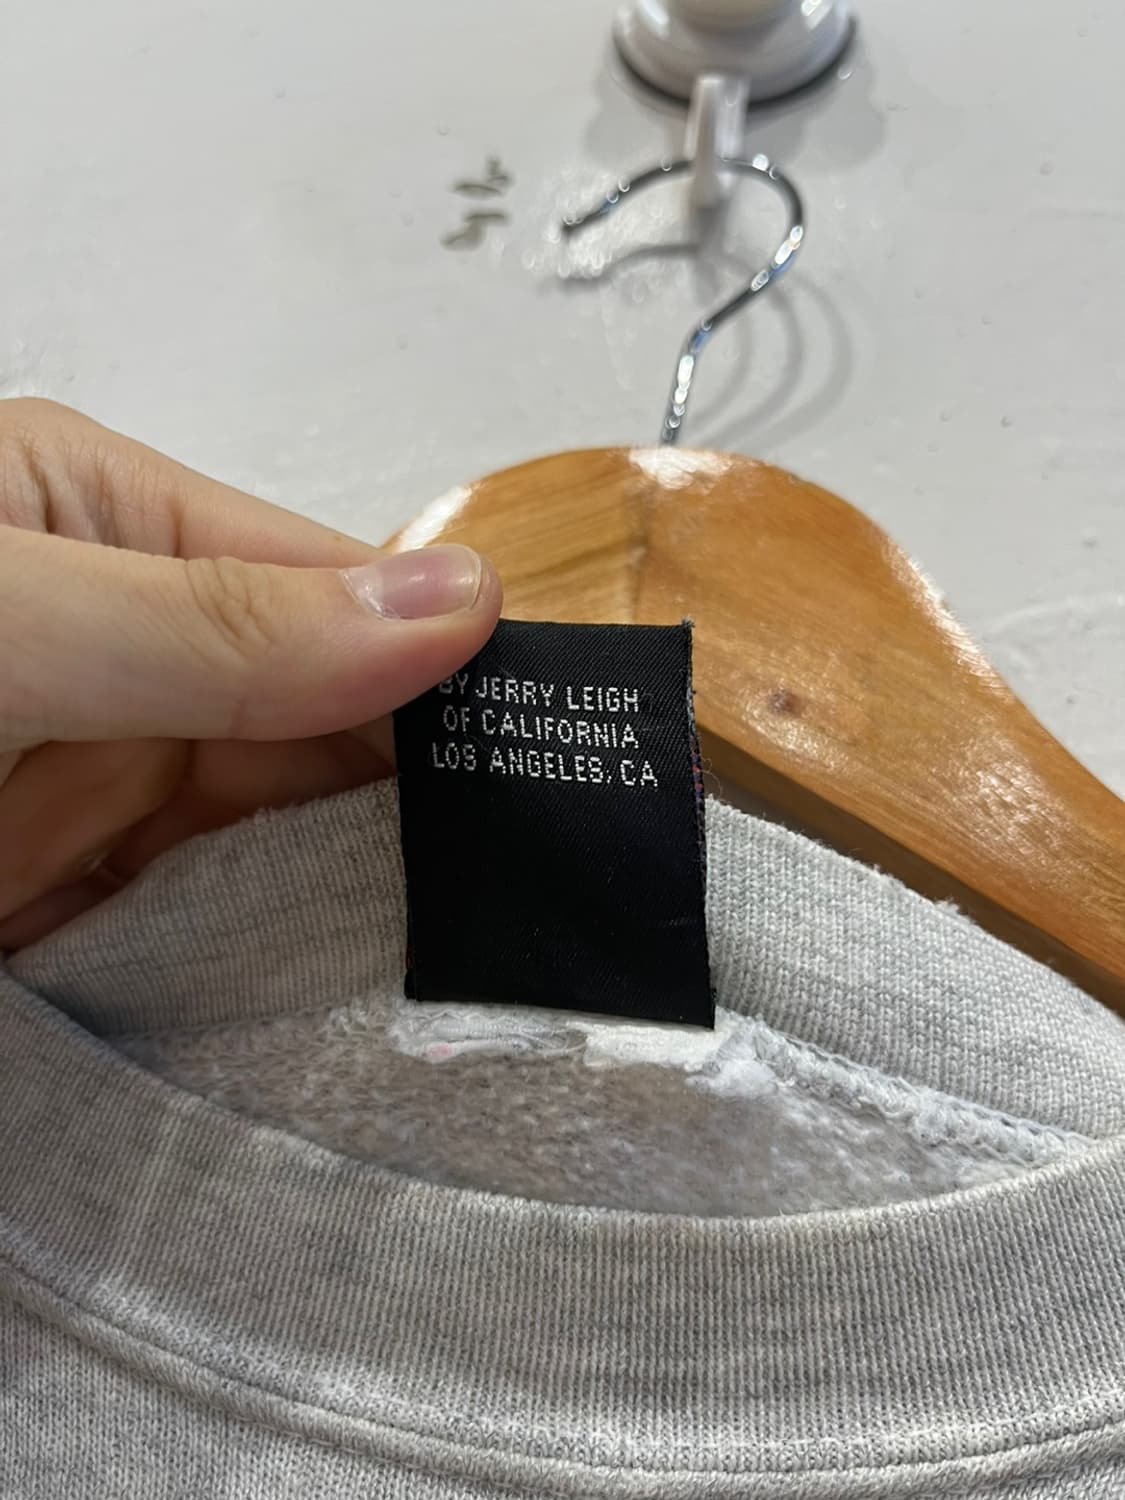 BY JERRY LEIGH
OF CALIFORNIA
LOS ANGELES, CA